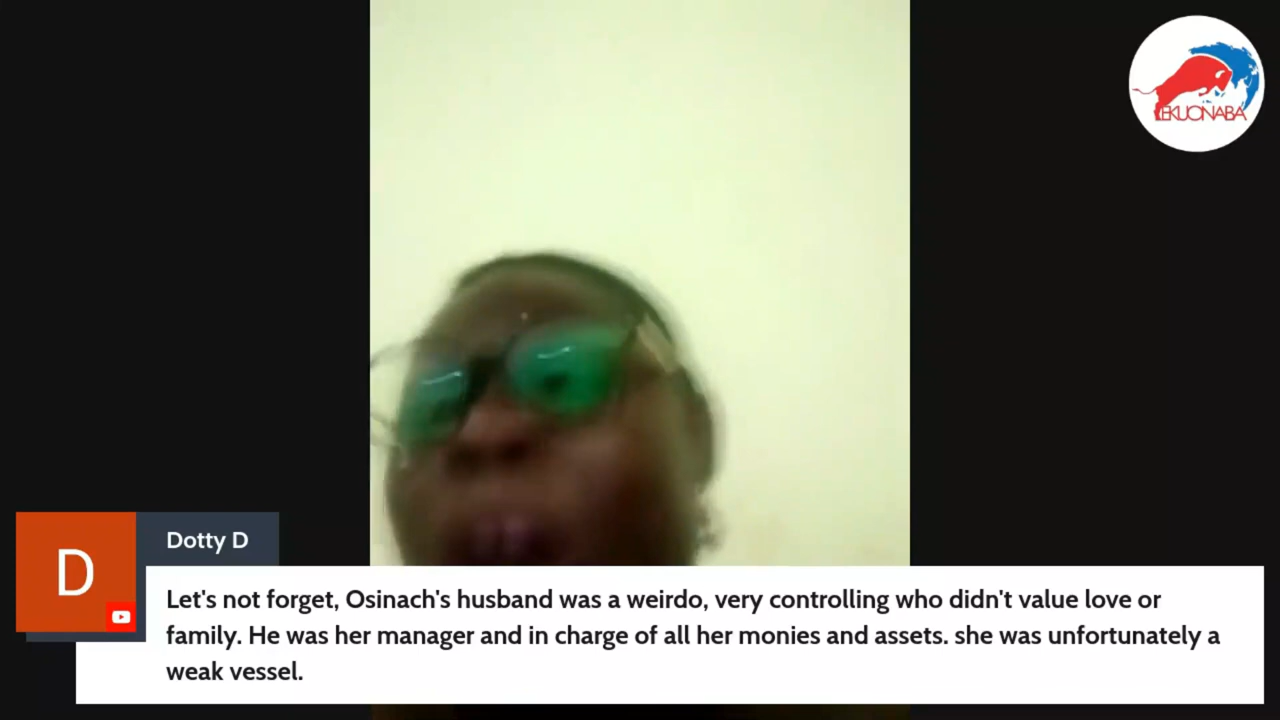 EKUONABA
Dotty D
D
Let's not forget, Osinach's husband was a weirdo, very controlling who didn't value love or
family. He was her manager and in charge of all her monies and assets. she was unfortunately a
weak vessel.